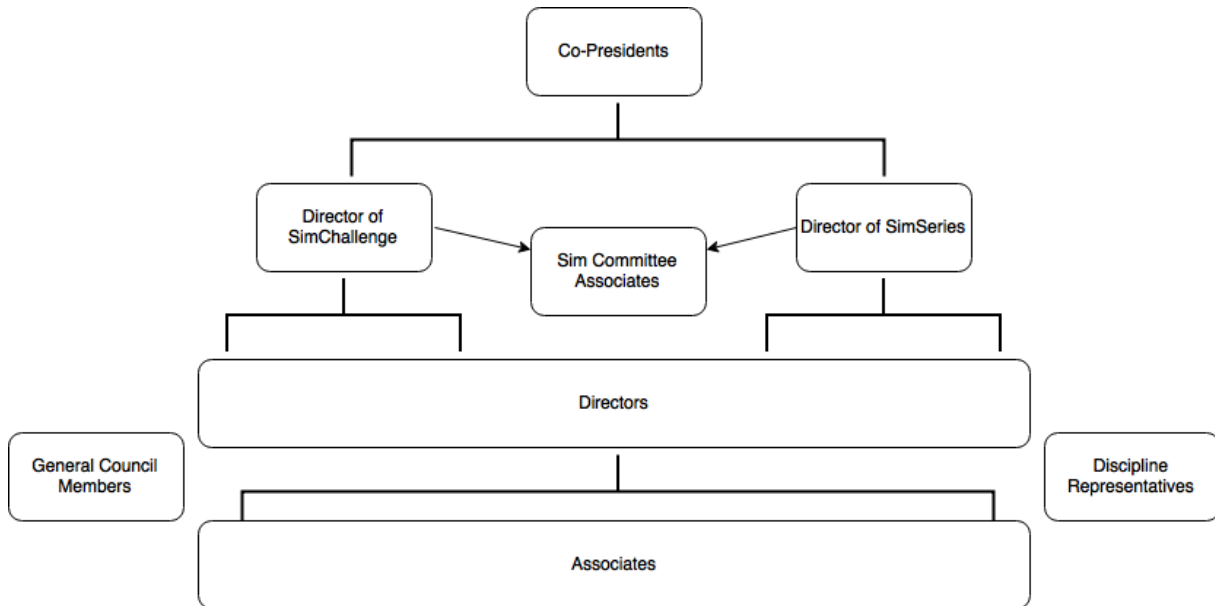 Co-Presidents
Director of
SimChallenge
Director of SimSeries
Sim Committee
Associates
Directors
General Council
Members
Discipline
Representatives
Associates